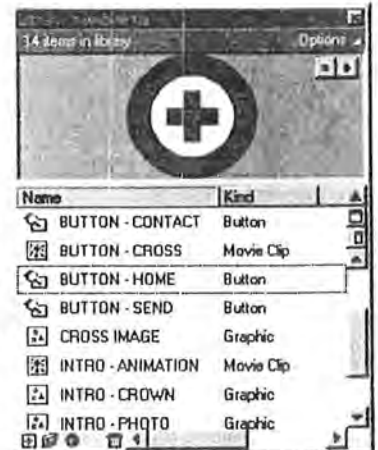 14 items in library Options
Name Kind
BUTTON - CONTACT Button
BUTTON - CROSS Movie Clip
BUTTON - HOME Button
BUTTON - SEND Button
CROSS IMAGE Graphic
INTRO - ANIMATION Movie Clip
INTRO - CROWN Graphic
INTRO - PHOTO Graphic